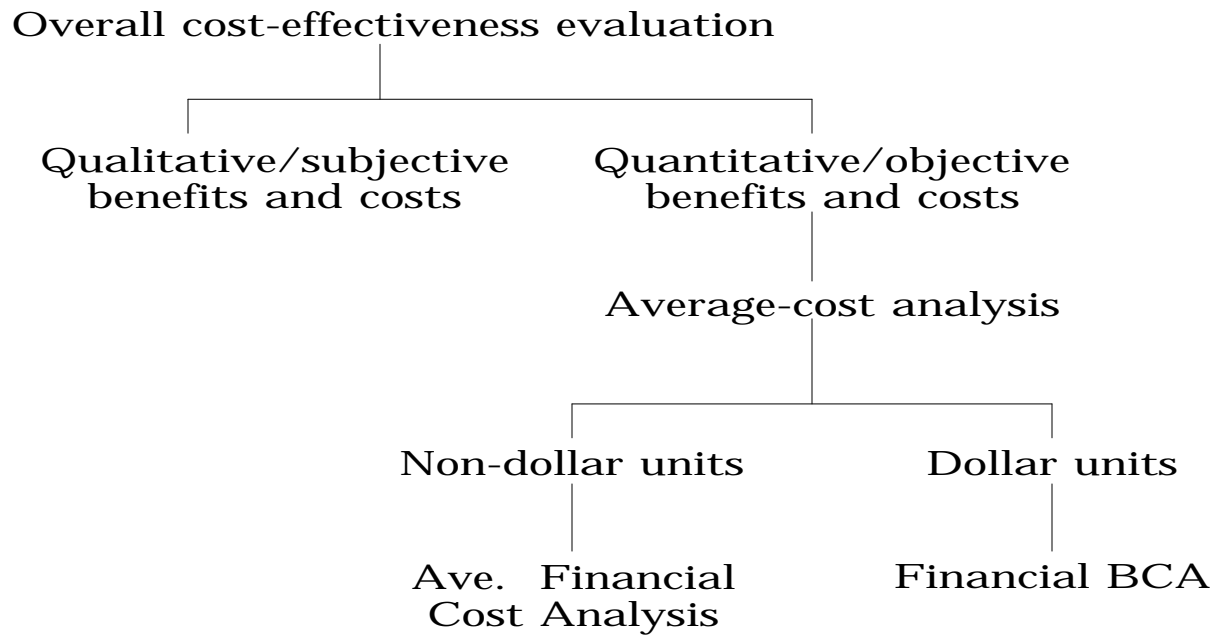 Overall cost-effectiveness evaluation
Qualitative/subjective
benefits and costs
Quantitative/objective
benefits and costs
Average-cost analysis
Non-dollar units
Dollar units
Ave. Financial
Cost Analysis
Financial BCA